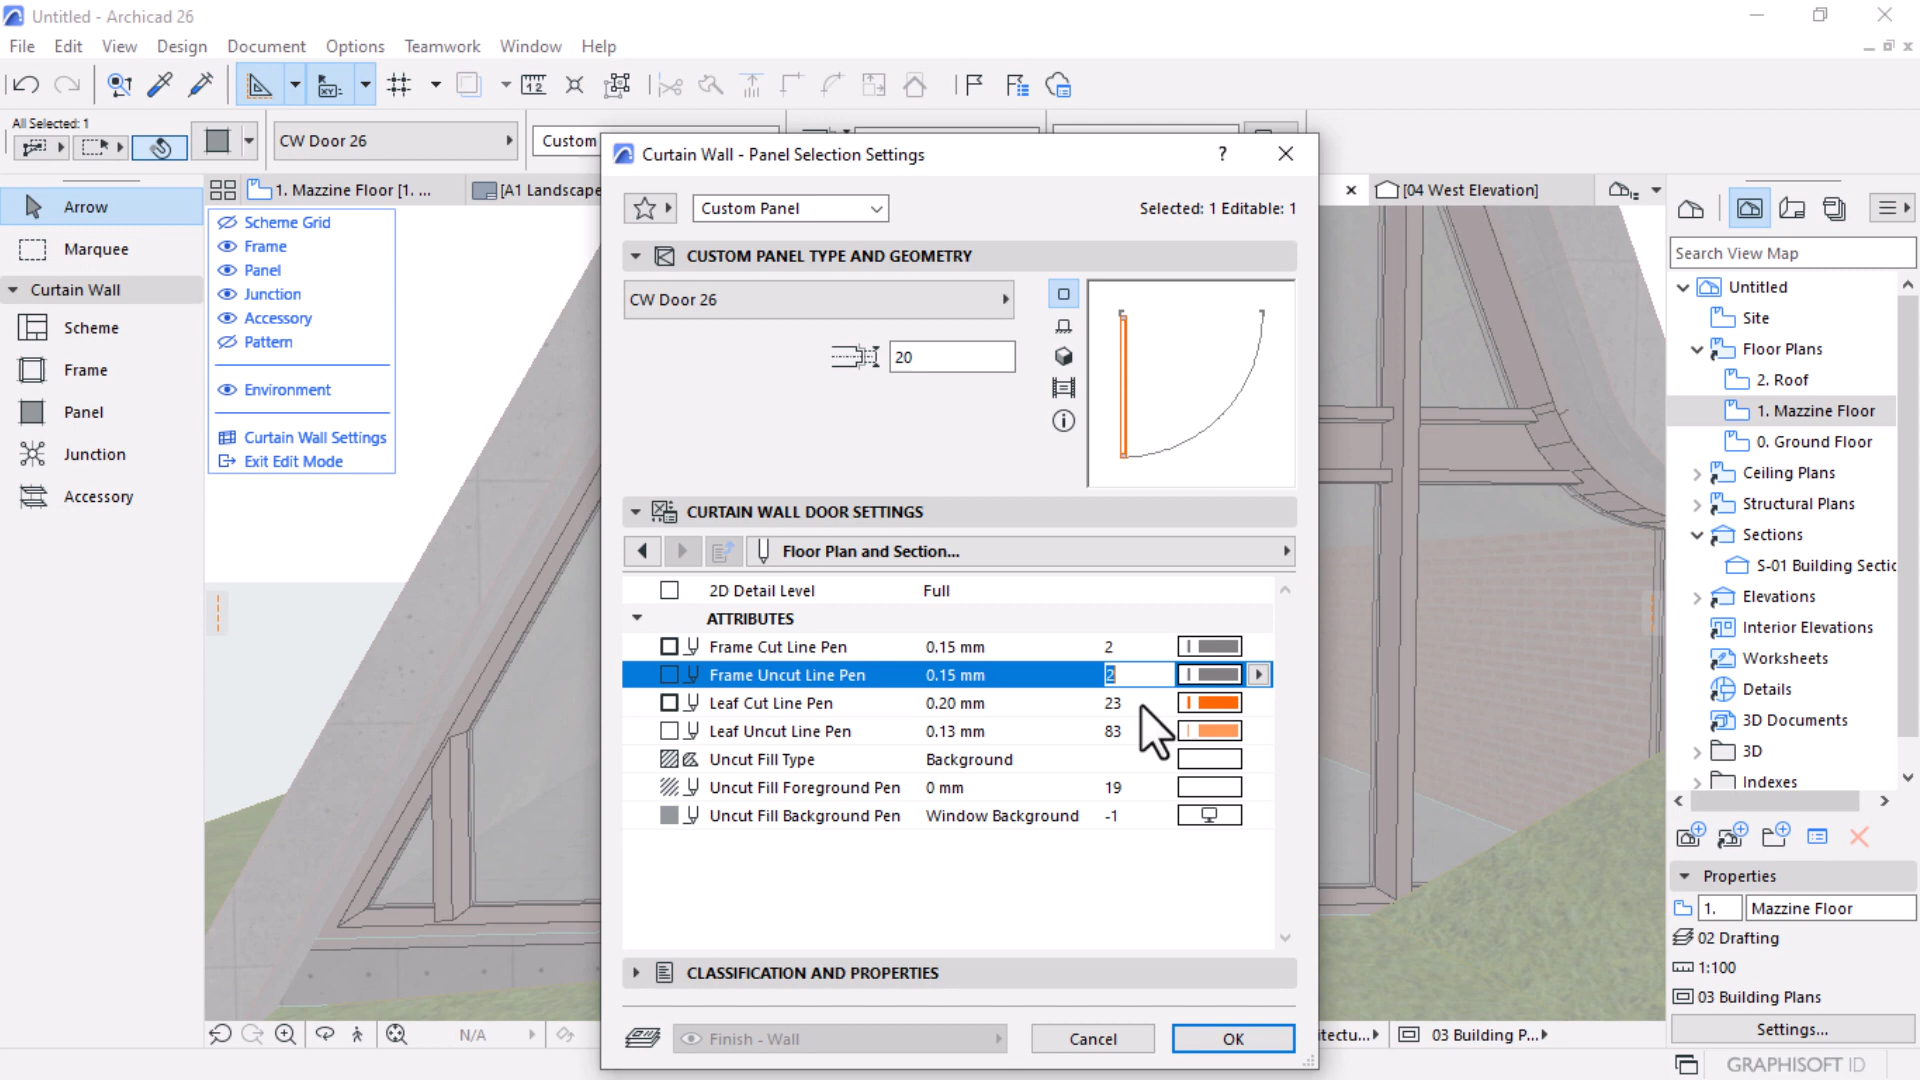 Untitled - Archicad 26
File Edit View Design Document Options Teamwork Window Help
All Selected: 1
CW Door 26
Custom
Arrow
Marquee
Curtain Wall
Scheme
Frame
Panel
Junction
Accessory
1. Mazzine Floor [1. ...
[A1 Landscape
[04 West Elevation]
Scheme Grid
Frame
Panel
Junction
Accessory
Pattern
Environment
Curtain Wall Settings
Exit Edit Mode
Curtain Wall - Panel Selection Settings
?
Custom Panel
Selected: 1 Editable: 1
CUSTOM PANEL TYPE AND GEOMETRY
CW Door 26
20
CURTAIN WALL DOOR SETTINGS
Floor Plan and Section...
2D Detail Level Full
ATTRIBUTES
Frame Cut Line Pen 0.15 mm 2
Frame Uncut Line Pen 0.15 mm 2
Leaf Cut Line Pen 0.20 mm 23
Leaf Uncut Line Pen 0.13 mm 83
Uncut Fill Type Background
Uncut Fill Foreground Pen 0 mm 19
Uncut Fill Background Pen Window Background -1
CLASSIFICATION AND PROPERTIES
Finish - Wall
Cancel
OK
N/A
itectu...
03 Building P...
Search View Map
Untitled
Site
Floor Plans
2. Roof
1. Mazzine Floor
0. Ground Floor
Ceiling Plans
Structural Plans
Sections
S-01 Building Sectic
Elevations
Interior Elevations
Worksheets
Details
3D Documents
3D
Indexes
Properties
1. Mazzine Floor
02 Drafting
1:100
03 Building Plans
Settings...
GRAPHISOFT ID